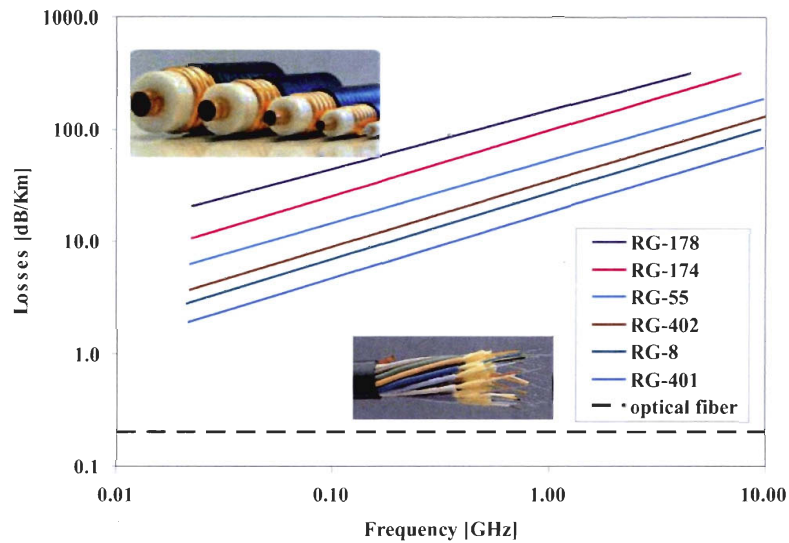 1000.0
100.0
10.0
1.0
0.1
Losses [dB/Km]
RG-178
RG-174
RG-55
RG-402
RG-8
RG-401
optical fiber
0.01
0.10
1.00
10.00
Frequency [GHz]